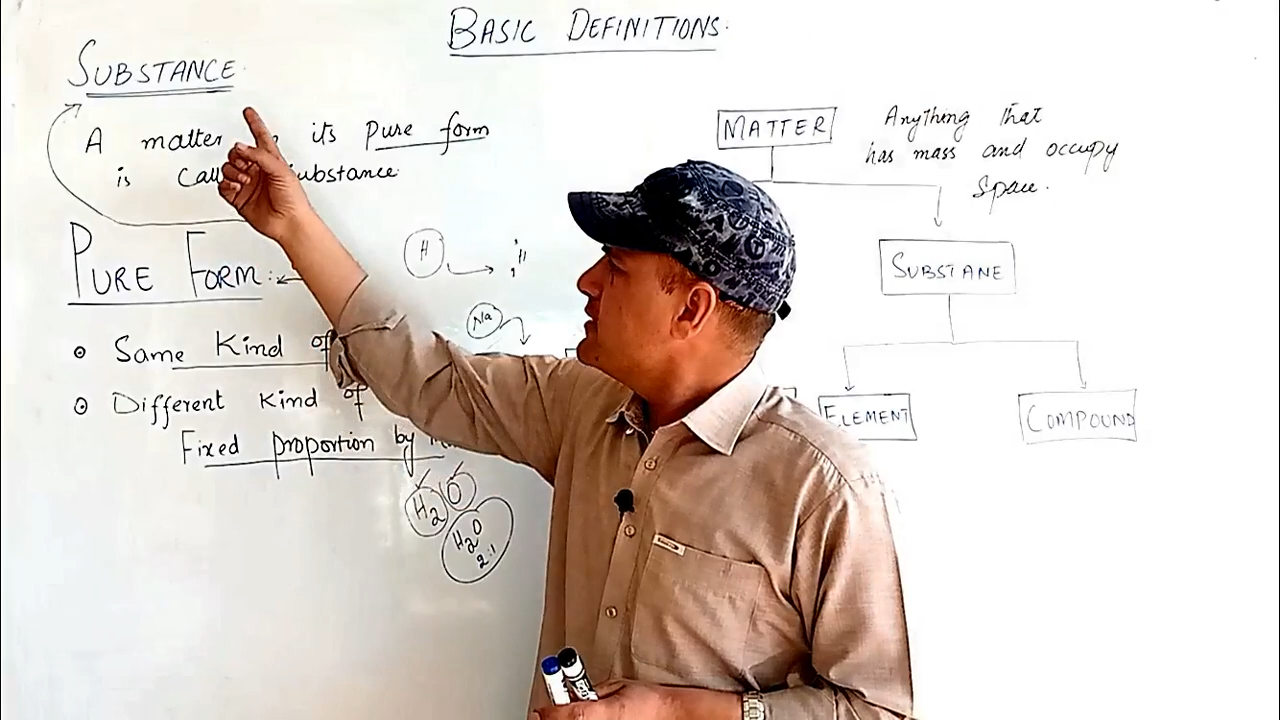 BASIC DEFINITIONS.
SUBSTANCE
A matter its pure form
is substance.
PURE FORM:
Same Kind of
Different Kind of
Fixed proportion by
H H
Na
H2 O
H2O
2:1
MATTER
Anything that
has mass and occupy
space.
SUBSTANE
ELEMENT
COMPOUND